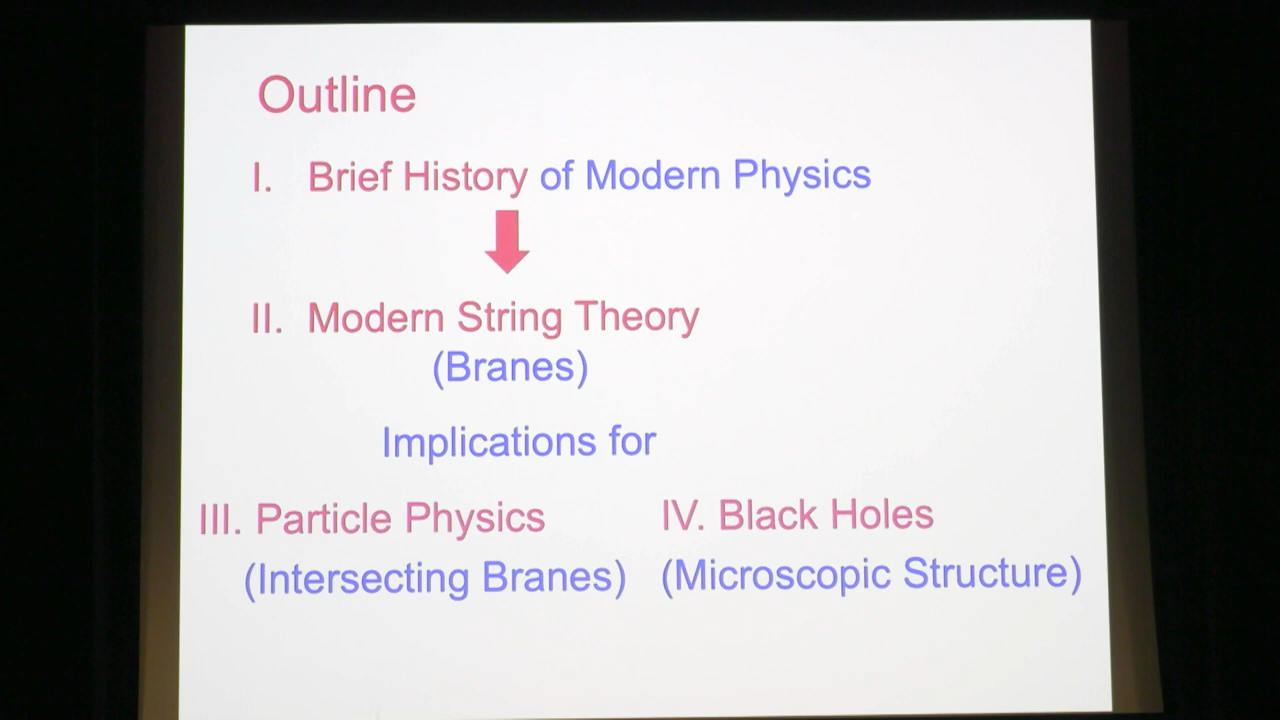 Outline
I. Brief History of Modern Physics
II. Modern String Theory
(Branes)
Implications for
III. Particle Physics IV. Black Holes
(Intersecting Branes) (Microscopic Structure)